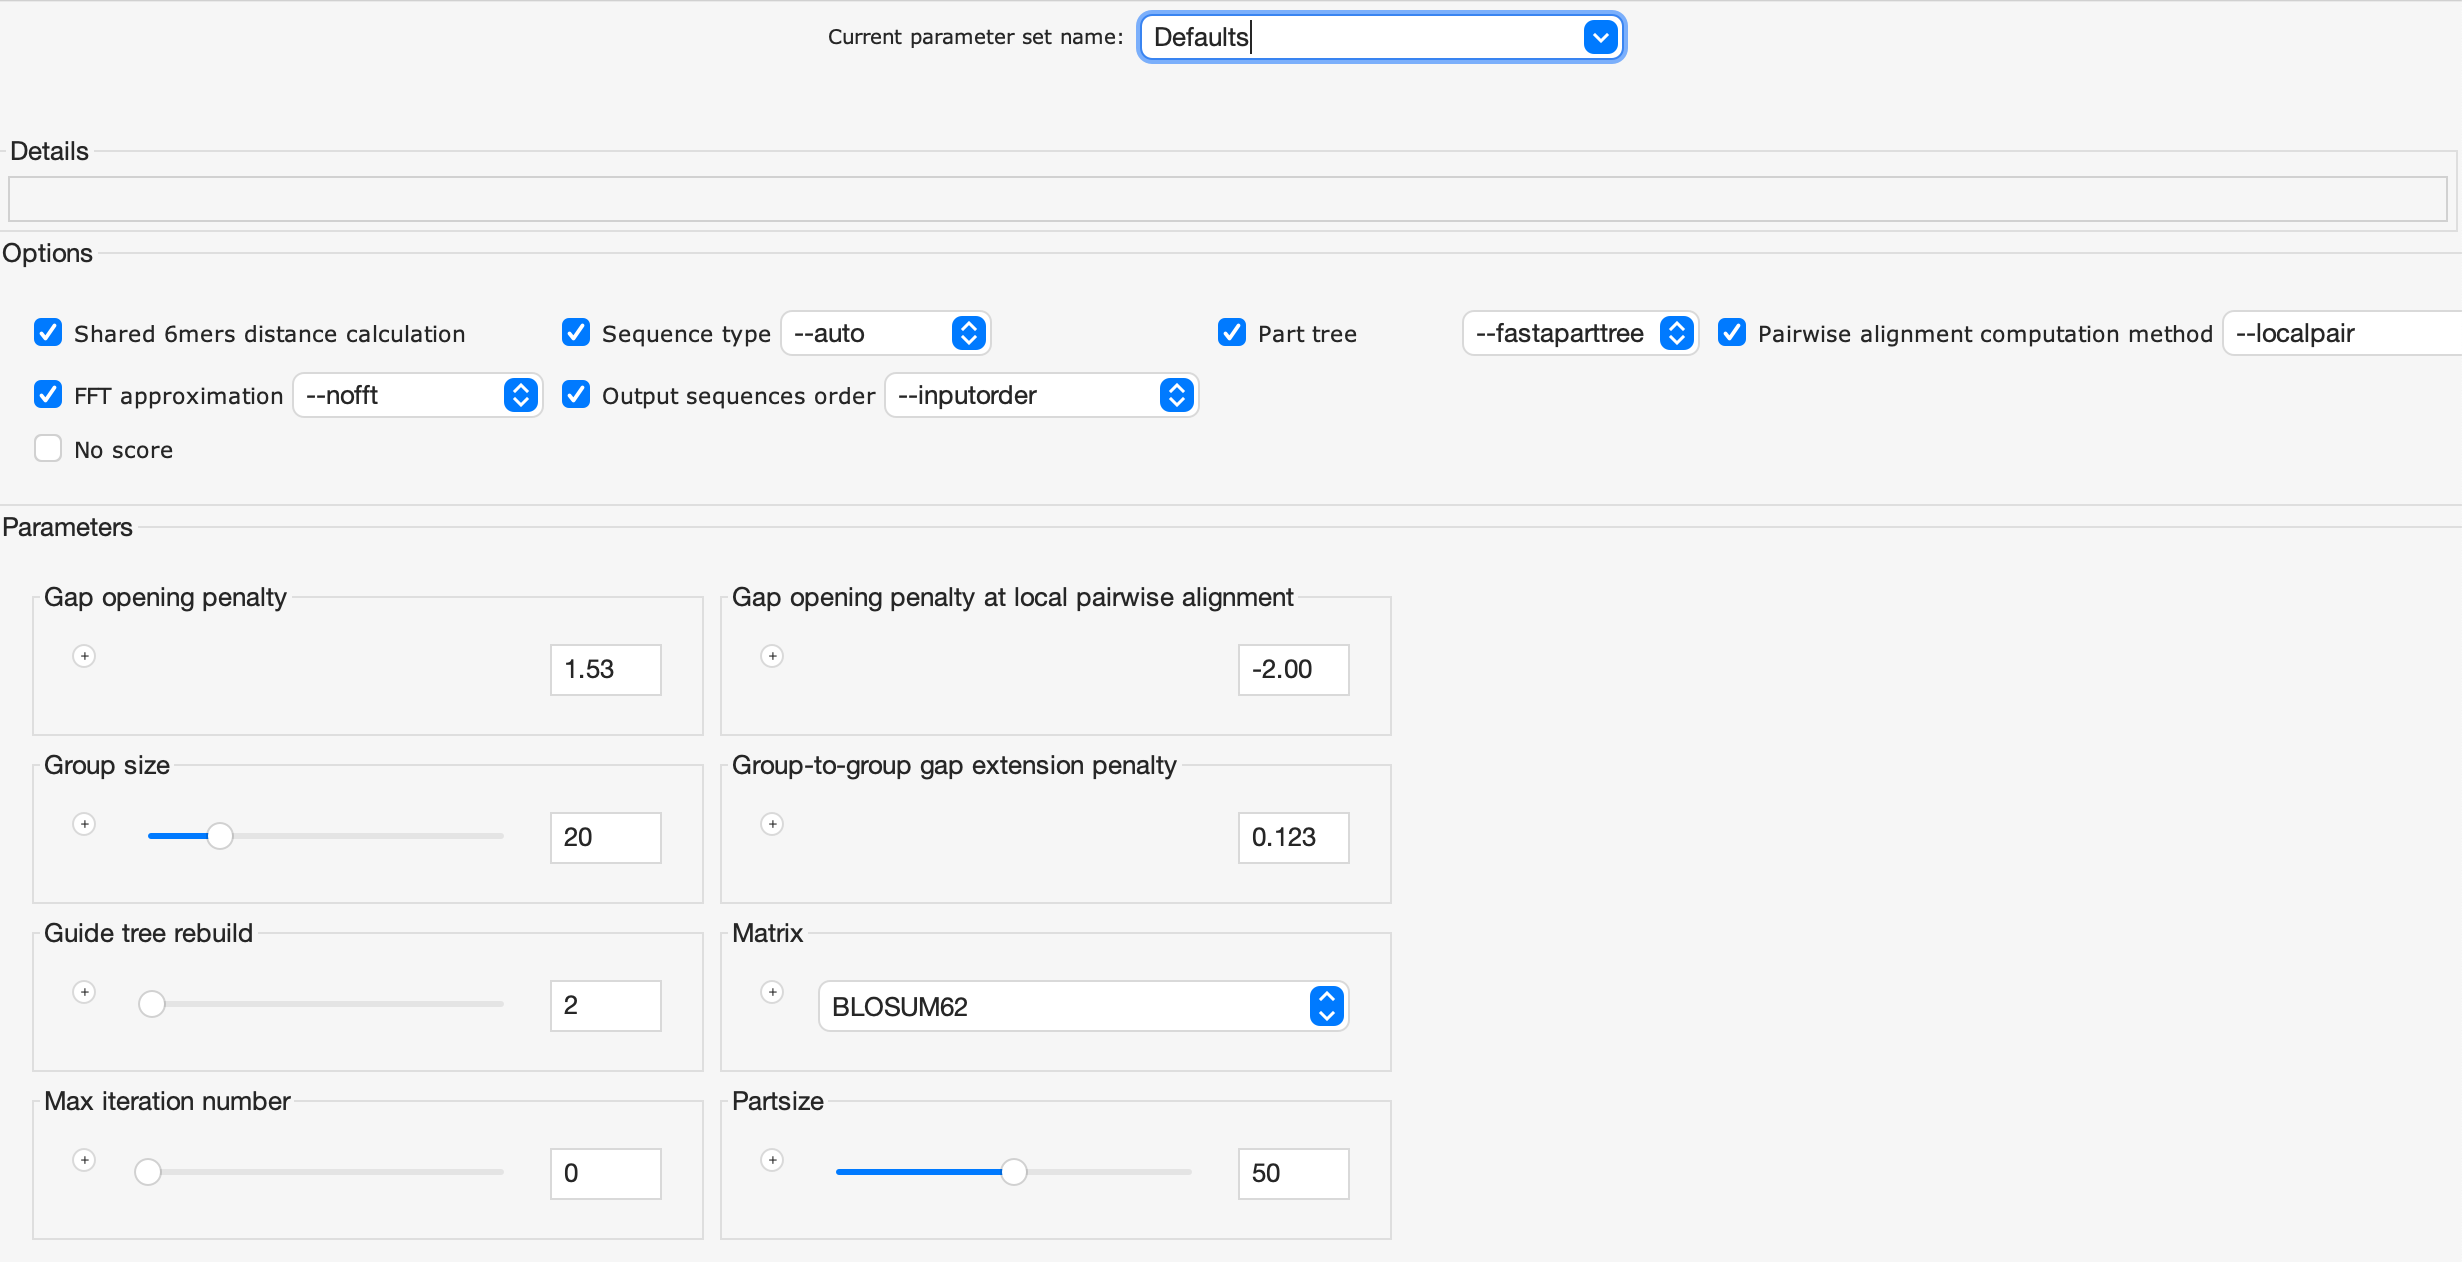 Current parameter set name: Defaults
Details
Options
Shared 6mers distance calculation Sequence type --auto Part tree --fastaparttree Pairwise alignment computation method --localpair
FFT approximation --nofft Output sequences order --inputorder
No score
Parameters
Gap opening penalty Gap opening penalty at local pairwise alignment
1.53 -2.00
Group size Group-to-group gap extension penalty
20 0.123
Guide tree rebuild Matrix
2 BLOSUM62
Max iteration number Partsize
0 50